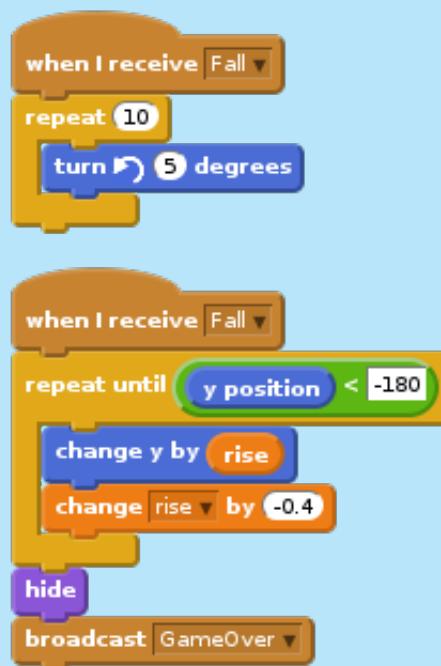 when I receive Fall
repeat 10
turn 5 degrees
when I receive Fall
repeat until y position < -180
change y by rise
change rise by -0.4
hide
broadcast GameOver